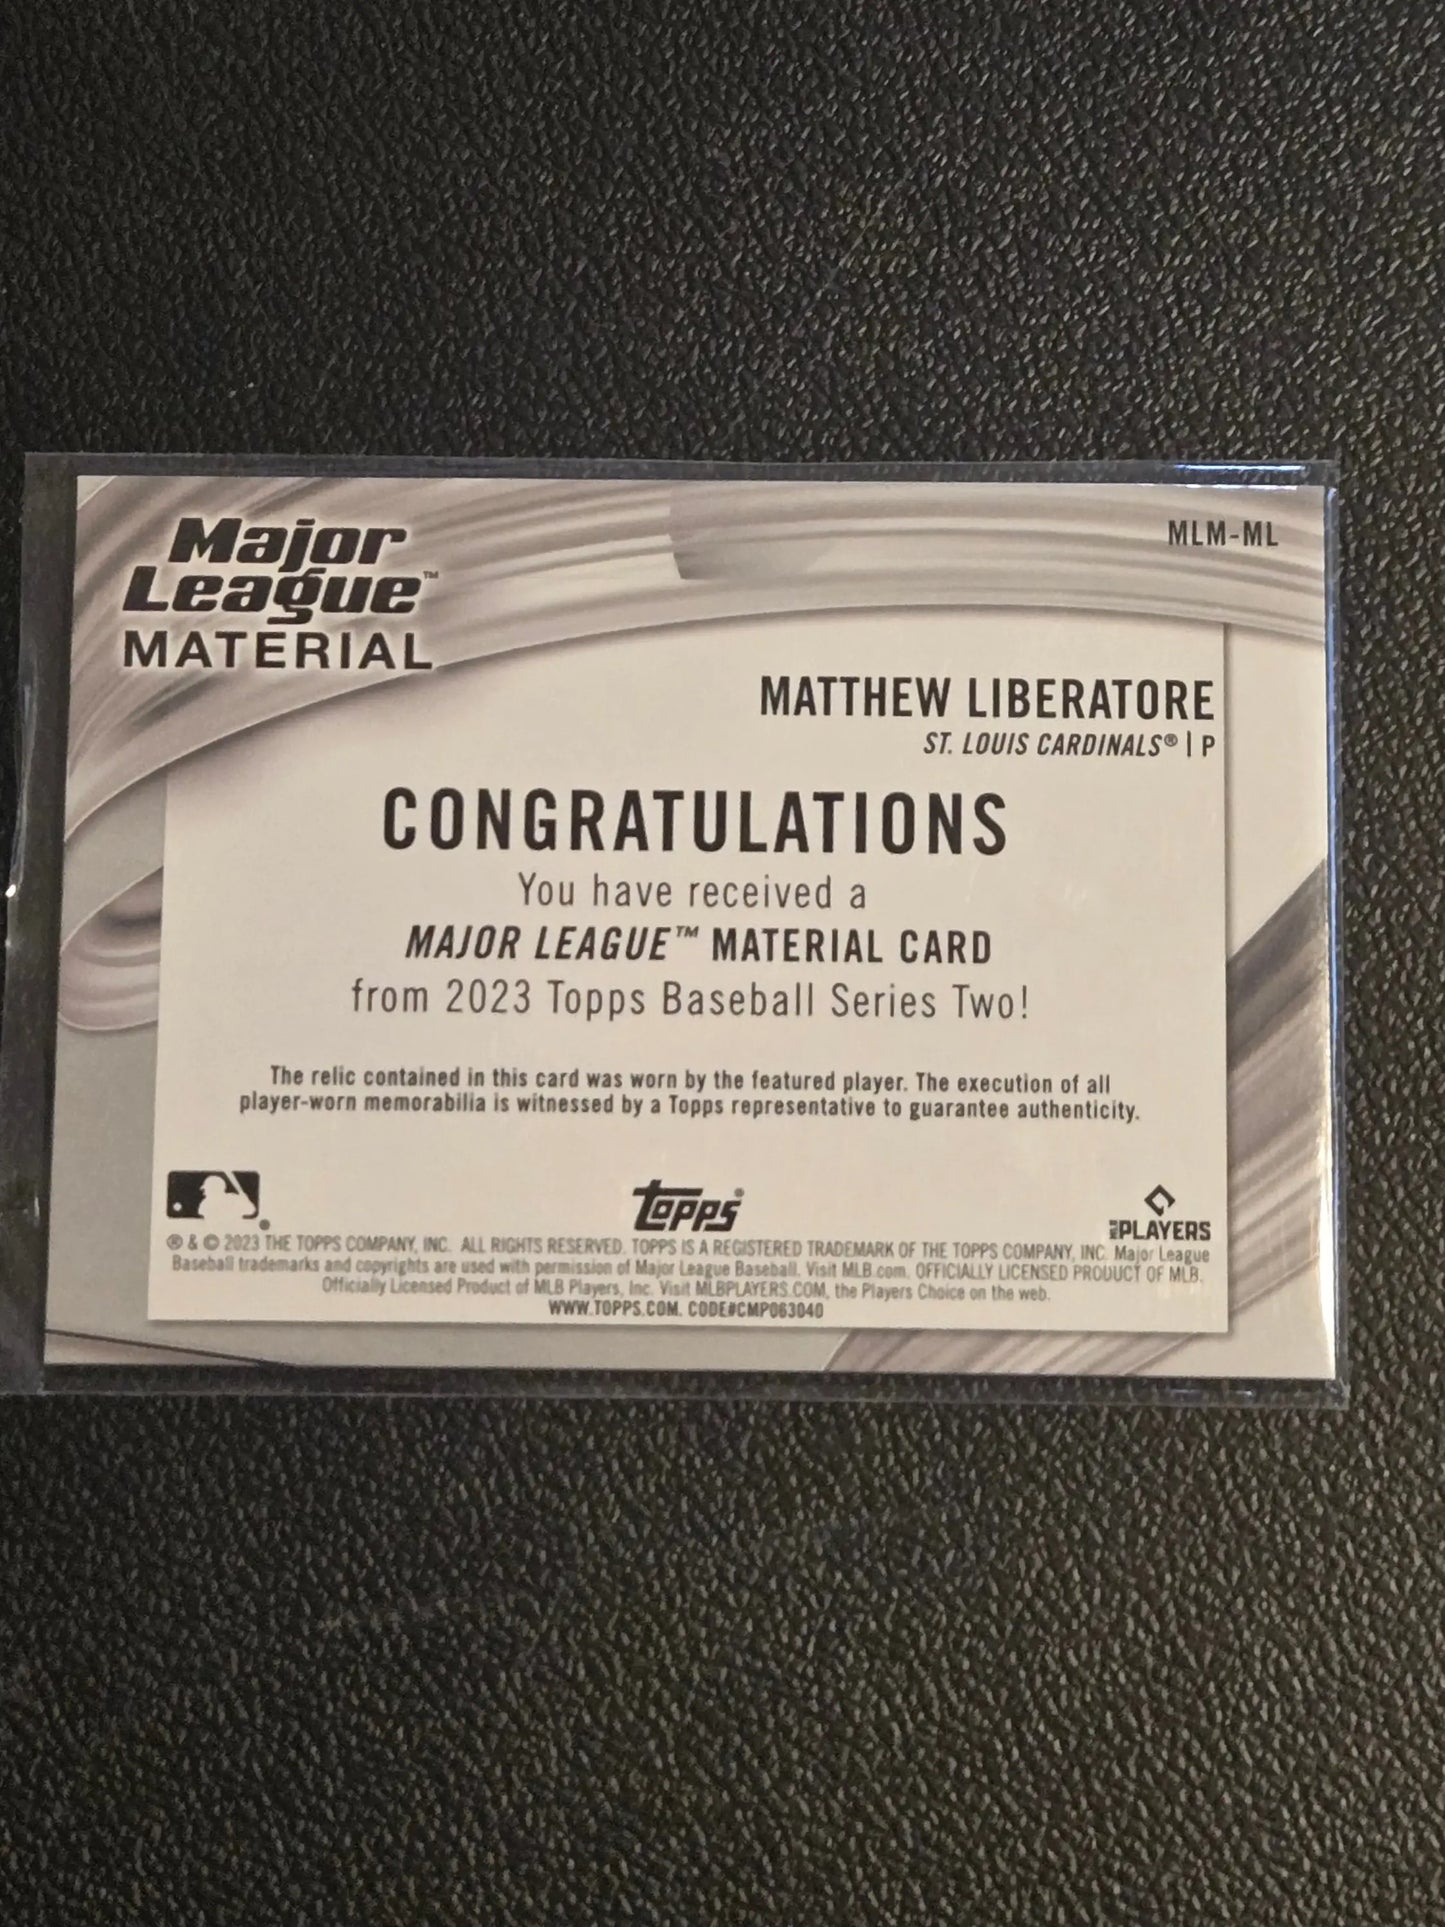 Major
League™
MATERIAL
MLM-ML
MATTHEW LIBERATORE
ST. LOUIS CARDINALS® | P
CONGRATULATIONS
You have received a
MAJOR LEAGUE™ MATERIAL CARD
from 2023 Topps Baseball Series Two!
The relic contained in this card was worn by the featured player. The execution of all
player-worn memorabilia is witnessed by a Topps representative to guarantee authenticity.
Topps®
MLB PLAYERS
® & © 2023 THE TOPPS COMPANY, INC. ALL RIGHTS RESERVED. TOPPS IS A REGISTERED TRADEMARK OF THE TOPPS COMPANY, INC. Major League
Baseball trademarks and copyrights are used with permission of Major League Baseball. Visit MLB.com. OFFICIALLY LICENSED PRODUCT OF MLB.
Officially Licensed Product of MLB Players, Inc. Visit MLBPLAYERS.COM, the Players Choice on the web.
WWW.TOPPS.COM. CODE#CMP063040